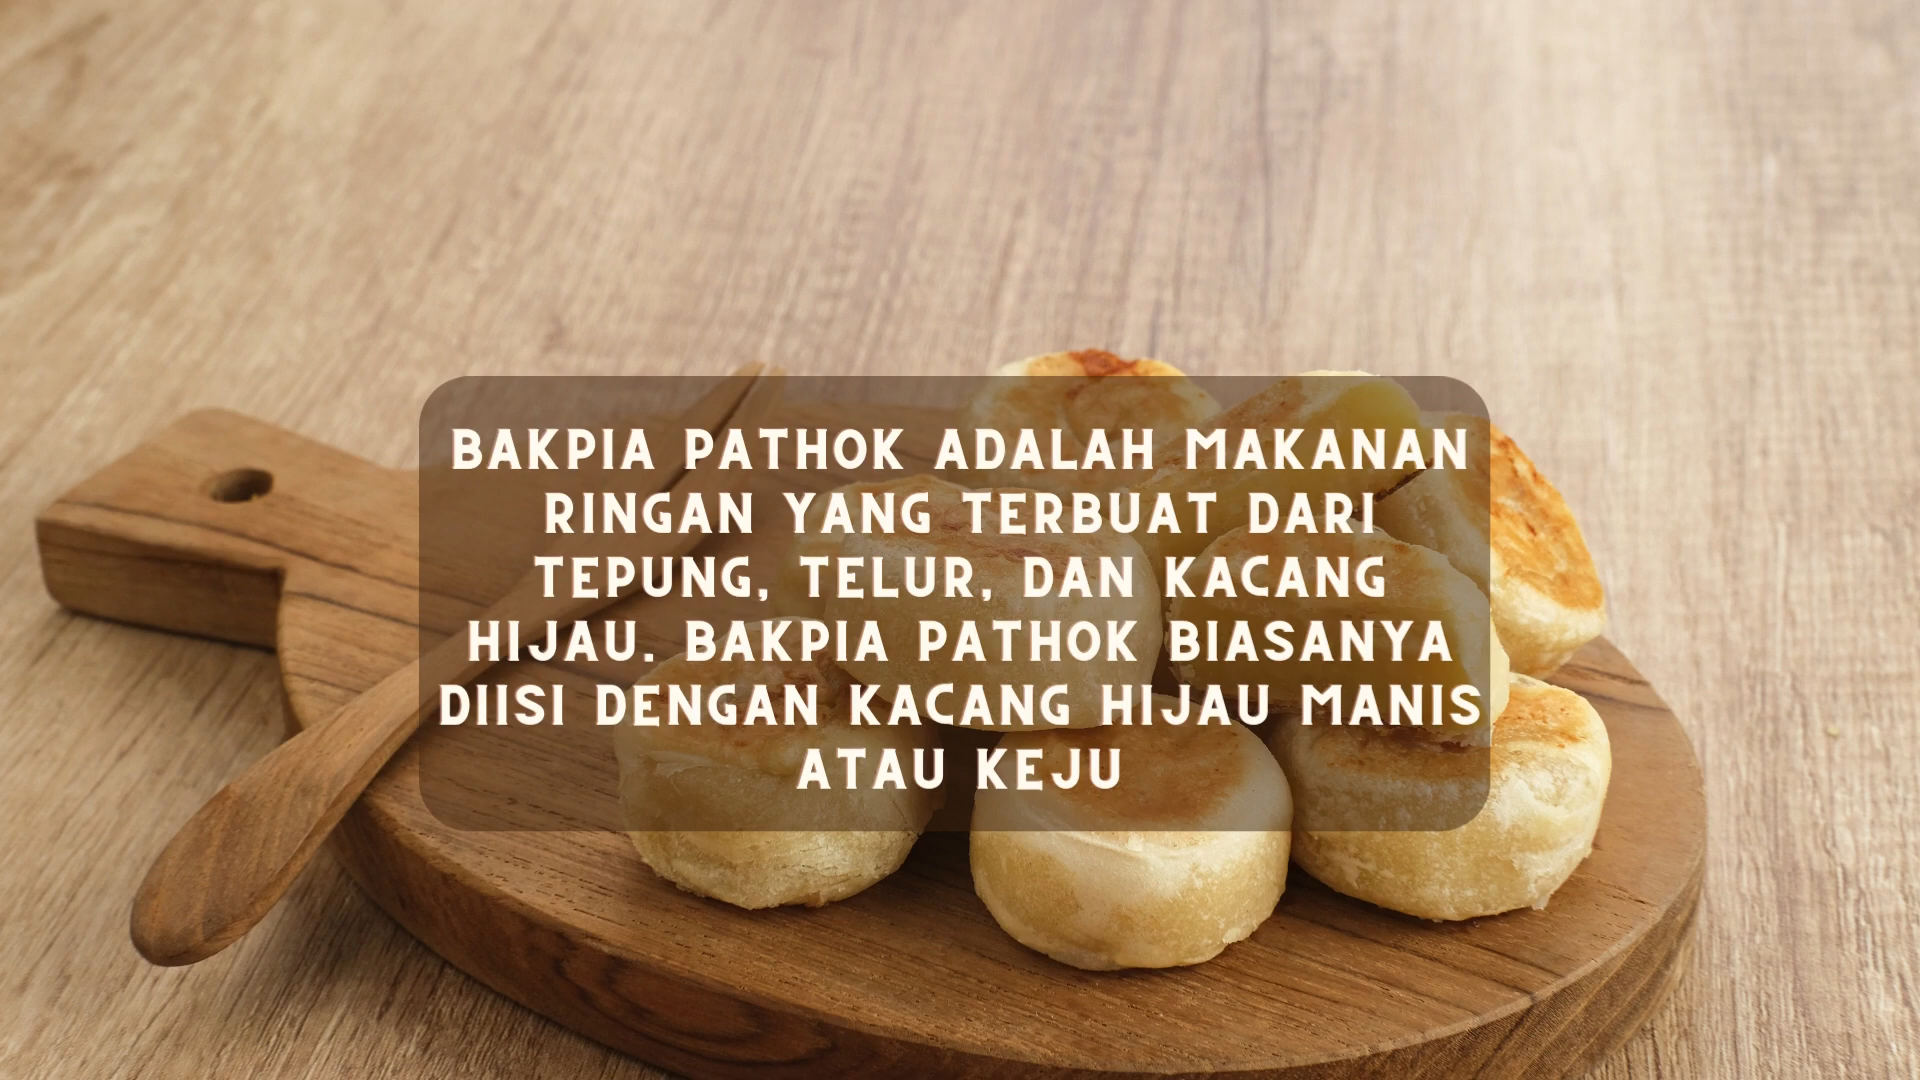 BAKPIA PATHOK ADALAH MAKANAN
RINGAN YANG TERBUAT DARI
TEPUNG, TELUR, DAN KACANG
HIJAU. BAKPIA PATHOK BIASANYA
DIISI DENGAN KACANG HIJAU MANIS
ATAU KEJU